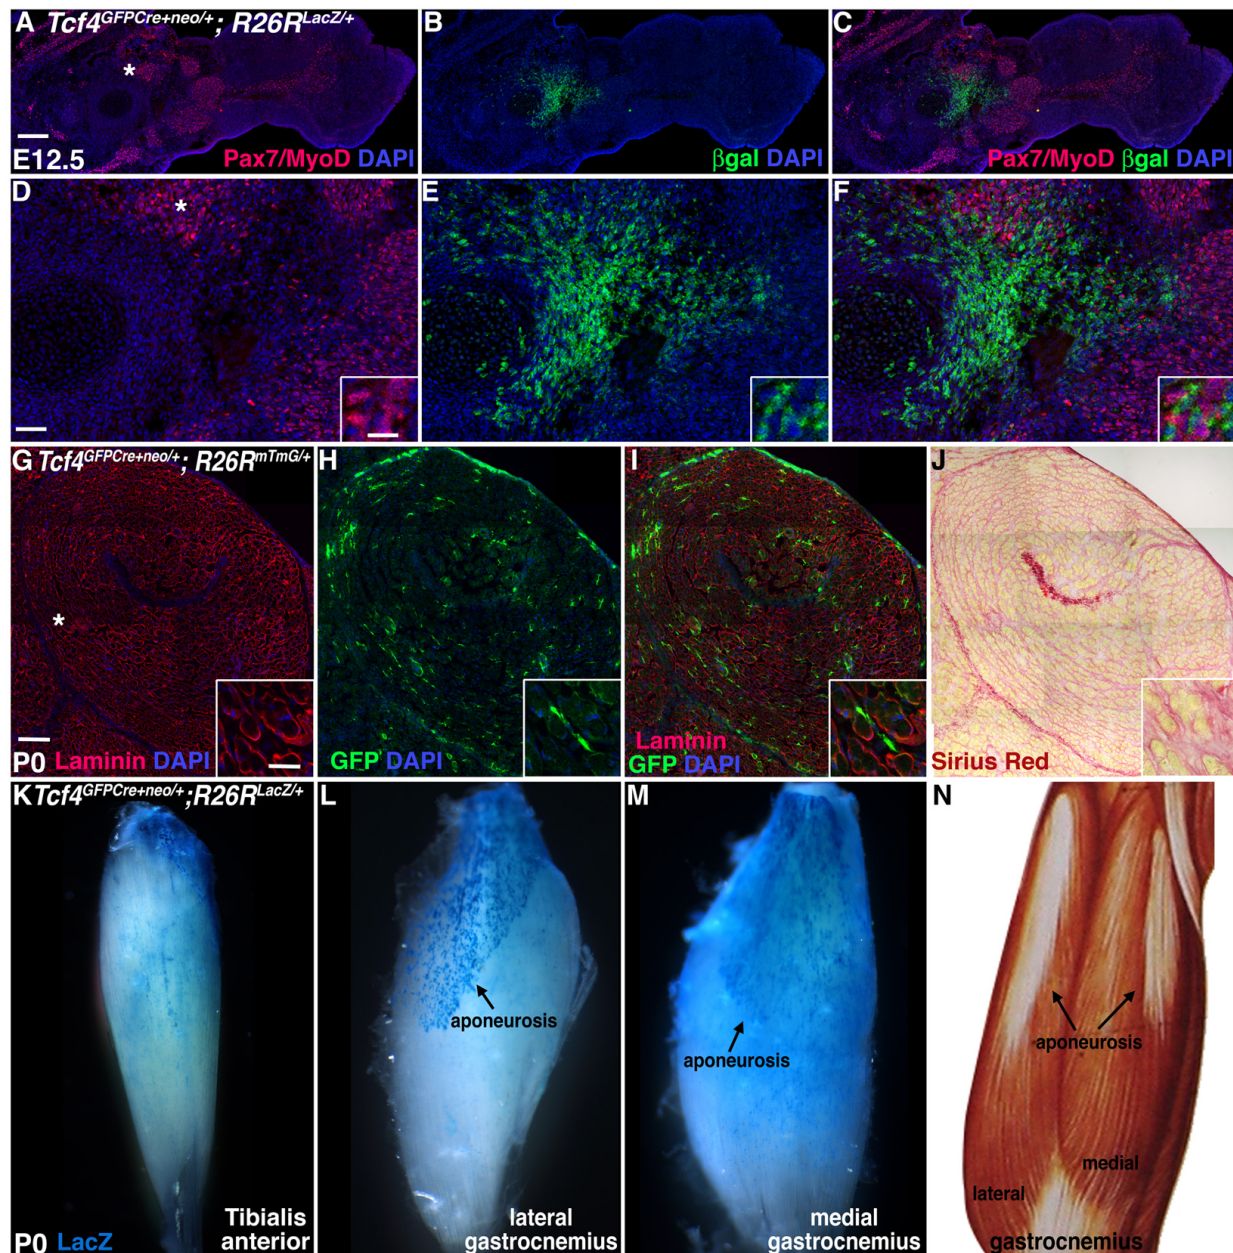 A Tcf4GFPCre+neo/+; R26RLacZ/+
B
C
*
E12.5
Pax7/MyoD DAPI
βgal DAPI
Pax7/MyoD βgal DAPI
D
E
F
*
G Tcf4GFPCre+neo/+; R26RmTmG/+
H
I
J
*
P0 Laminin DAPI
GFP DAPI
Laminin
GFP DAPI
Sirius Red
K Tcf4GFPCre+neo/+;R26RLacZ/+
L
M
N
aponeurosis
aponeurosis
aponeurosis
medial
lateral
P0 LacZ
Tibialis
anterior
lateral
gastrocnemius
medial
gastrocnemius
gastrocnemius